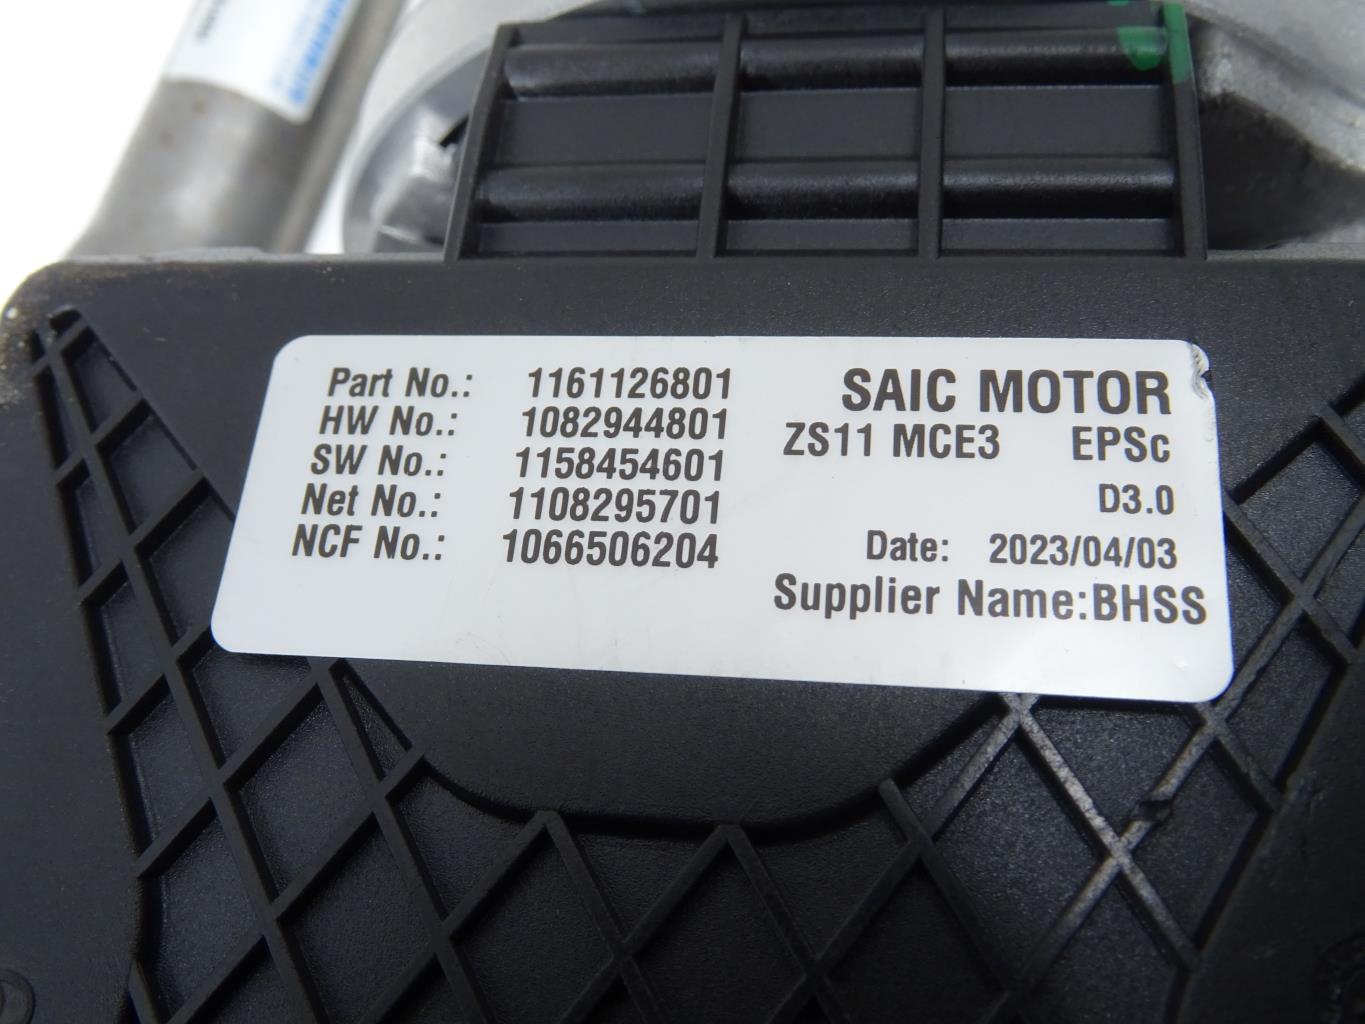 Part No.: 1161126801
HW No.: 1082944801
SW No.: 1158454601
Net No.: 1108295701
NCF No.: 1066506204
SAIC MOTOR
ZS11 MCE3 EPSc
D3.0
Date: 2023/04/03
Supplier Name:BHSS